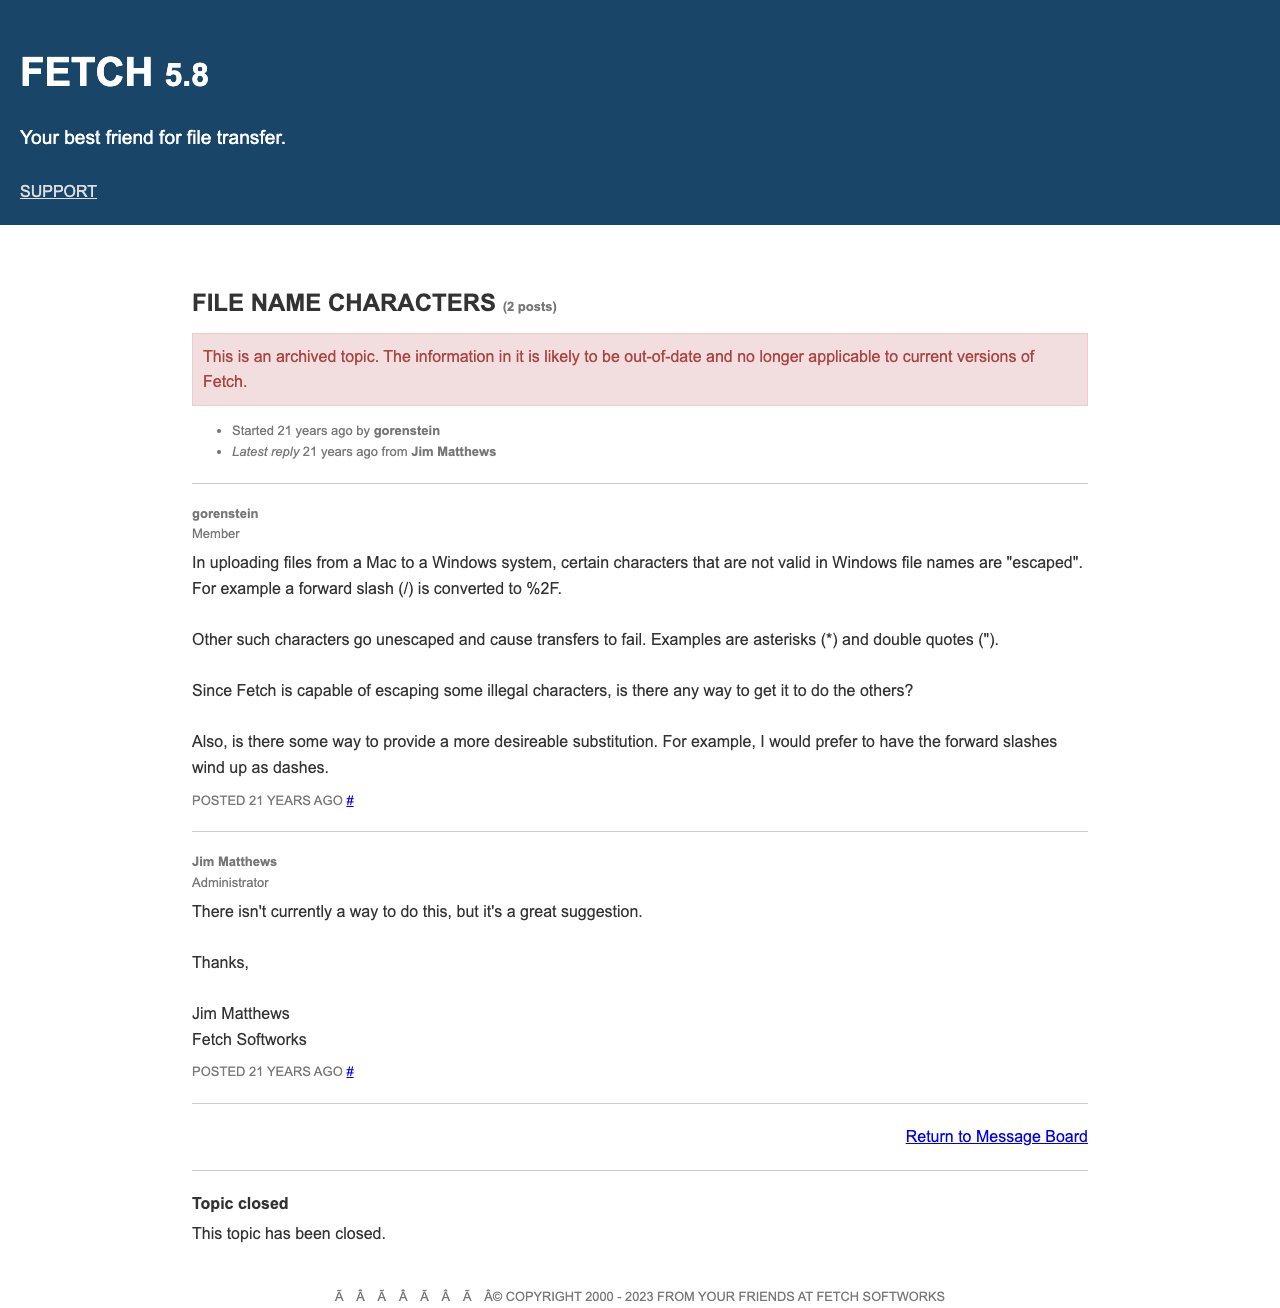 FETCH 5.8
Your best friend for file transfer.
SUPPORT
FILE NAME CHARACTERS (2 posts)
This is an archived topic. The information in it is likely to be out-of-date and no longer applicable to current versions of
Fetch.
• Started 21 years ago by gorenstein
• Latest reply 21 years ago from Jim Matthews
gorenstein
Member
In uploading files from a Mac to a Windows system, certain characters that are not valid in Windows file names are "escaped".
For example a forward slash (/) is converted to %2F.
Other such characters go unescaped and cause transfers to fail. Examples are asterisks (*) and double quotes (").
Since Fetch is capable of escaping some illegal characters, is there any way to get it to do the others?
Also, is there some way to provide a more desireable substitution. For example, I would prefer to have the forward slashes
wind up as dashes.
POSTED 21 YEARS AGO #
Jim Matthews
Administrator
There isn't currently a way to do this, but it's a great suggestion.
Thanks,
Jim Matthews
Fetch Softworks
POSTED 21 YEARS AGO #
Return to Message Board
Topic closed
This topic has been closed.
Ã Â Ã Â Ã Â Ã Â© COPYRIGHT 2000 - 2023 FROM YOUR FRIENDS AT FETCH SOFTWORKS